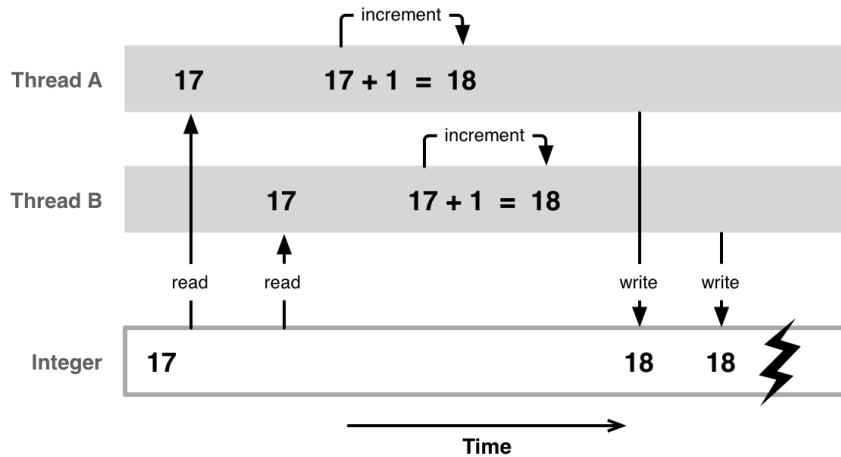 increment
Thread A 17 17 + 1 = 18
increment
Thread B 17 17 + 1 = 18
read read write write
Integer 17 18 18
Time